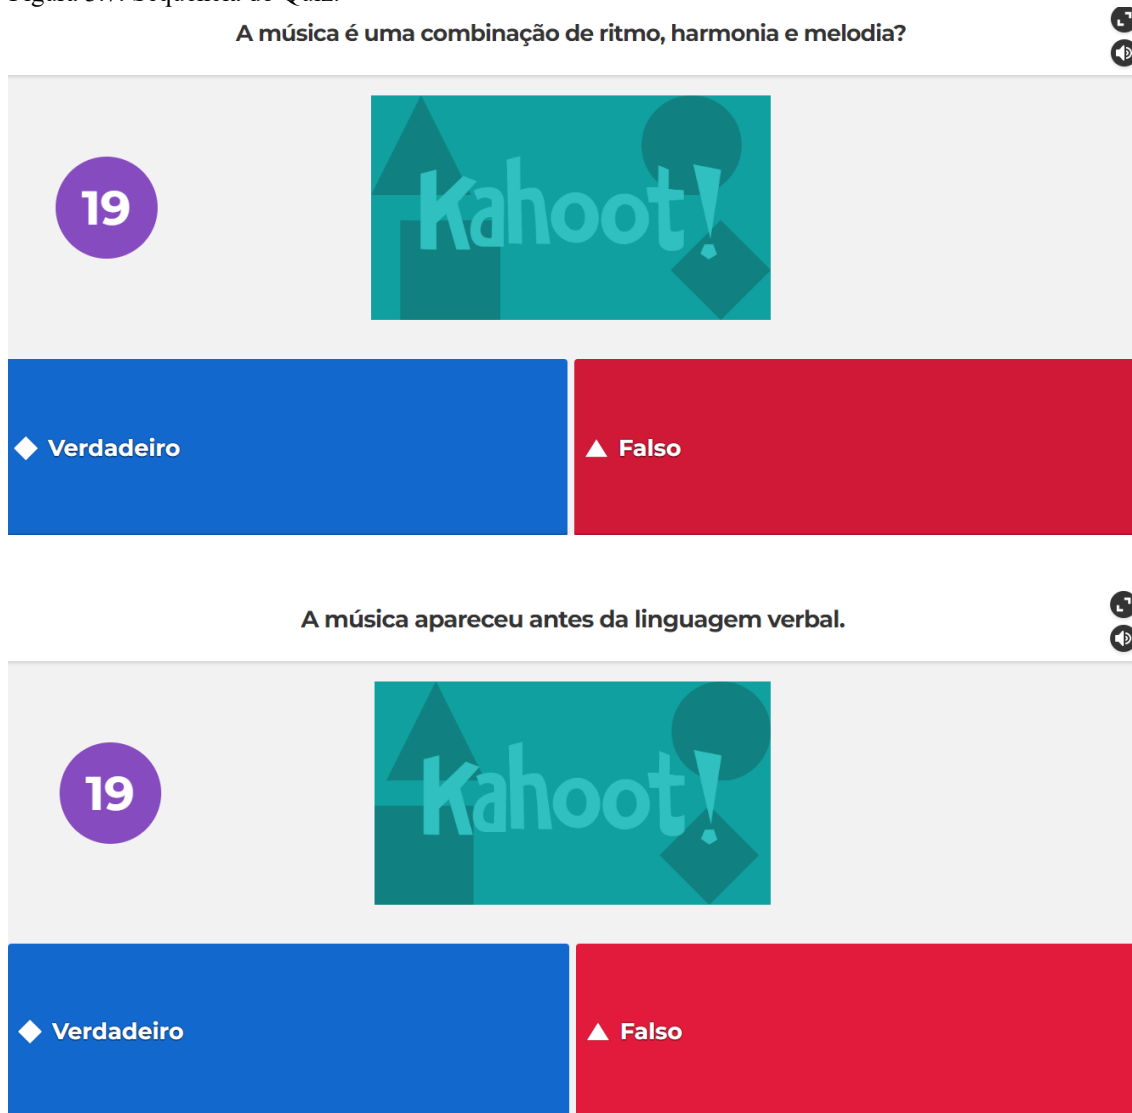 A música é uma combinação de ritmo, harmonia e melodia?
19
Kahoot!
Verdadeiro
Falso
A música apareceu antes da linguagem verbal.
19
Kahoot!
Verdadeiro
Falso